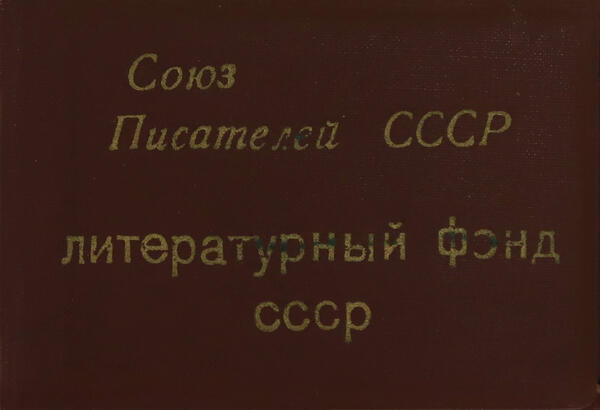 Союз
Писателей СССР
литературный фонд
ссср